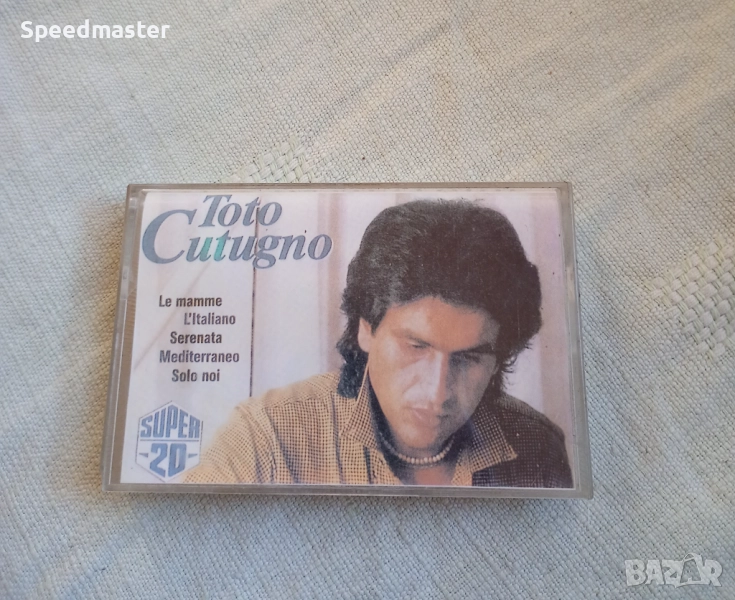 Speedmaster
Toto
Cutugno
Le mamme
L'Italiano
Serenata
Mediterraneo
Solo noi
SUPER
20
BAZAR